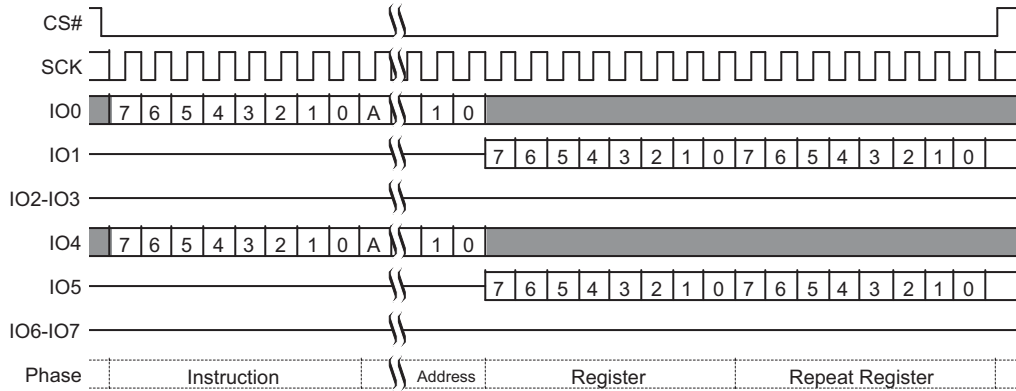 CS#
SCK
IO0 7 6 5 4 3 2 1 0 A 1 0
IO1 7 6 5 4 3 2 1 0 7 6 5 4 3 2 1 0
IO2-IO3
IO4 7 6 5 4 3 2 1 0 A 1 0
IO5 7 6 5 4 3 2 1 0 7 6 5 4 3 2 1 0
IO6-IO7
Phase Instruction Address Register Repeat Register